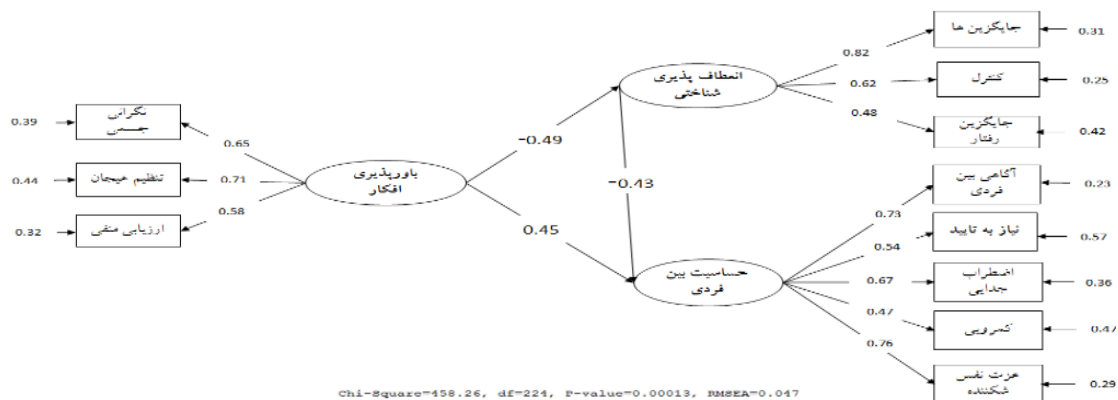 جایگزین ها
0.31
0.82
انعطاف پذیری
شناختی
0.62
کنترل
0.25
0.48
جایگزین
رفتار
0.42
نگرانی
جسمی
0.39
0.65
-0.49
باورپذیری
افکار
تنظیم هیجان
0.44
0.71
-0.43
آگاهی بین
فردی
0.23
0.73
0.58
ارزیابی منفی
0.32
0.45
0.54
نیاز به تایید
0.57
حساسیت بین
فردی
0.67
اضطراب
جدایی
0.36
0.47
کمرویی
0.47
0.76
عزت نفس
شکننده
0.29
Chi-Square=458.26, df=224, P-value=0.00013, RMSEA=0.047